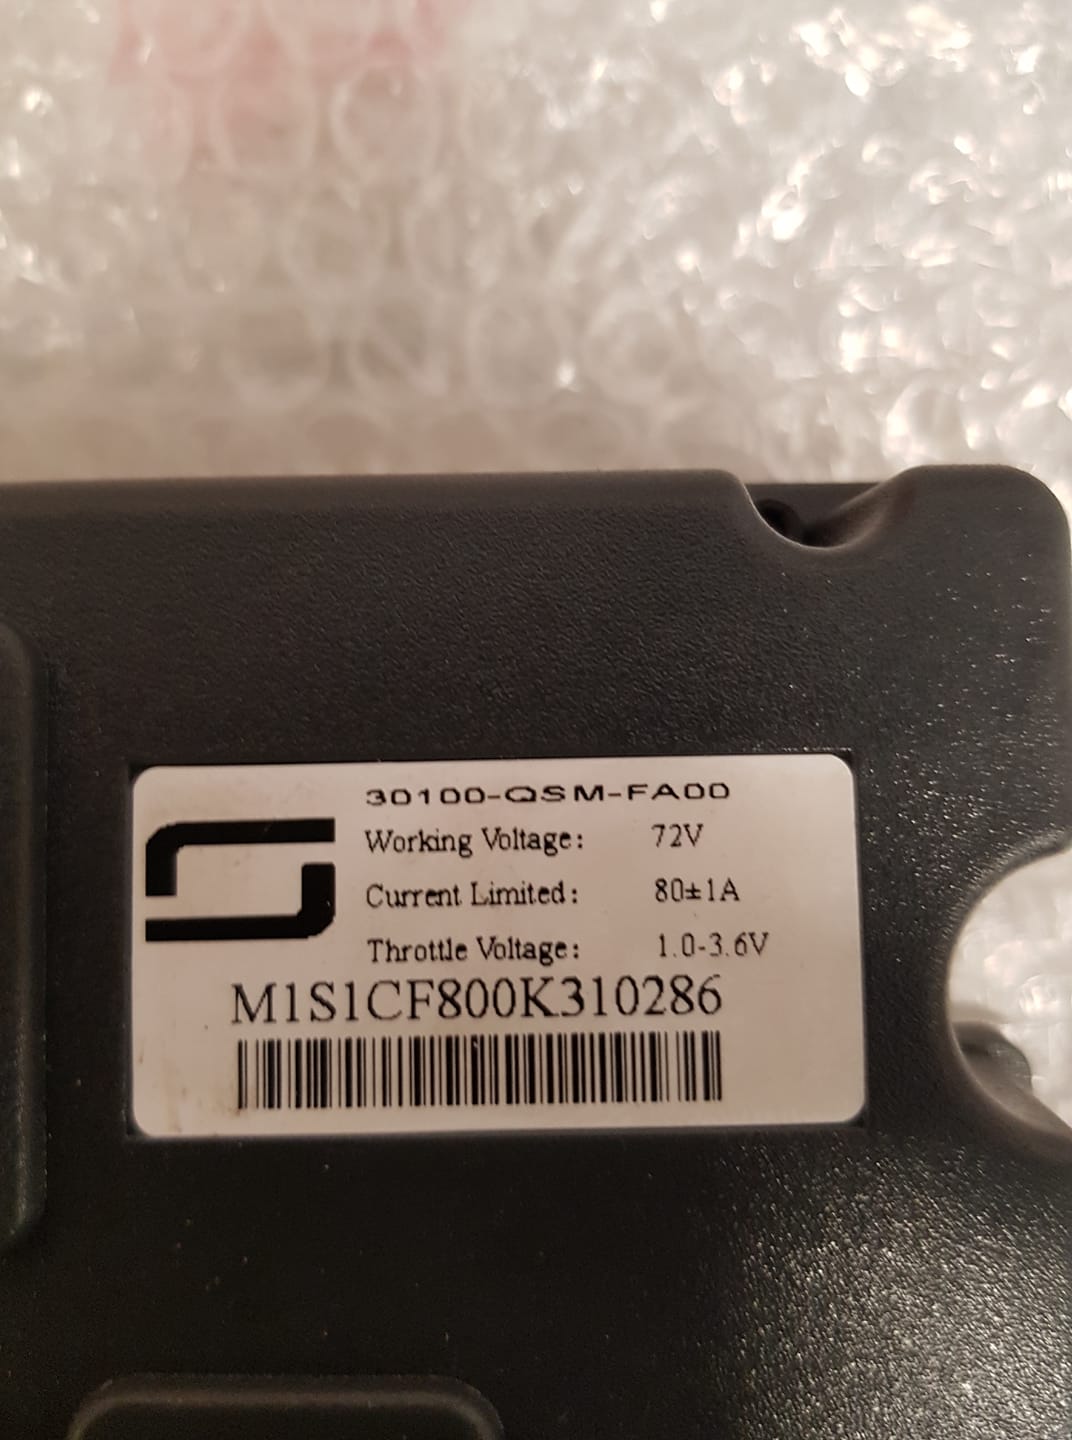 30100-QSM-FA00
Working Voltage: 72V
Current Limited: 80±1A
Throttle Voltage: 1.0-3.6V
M1S1CF800K310286